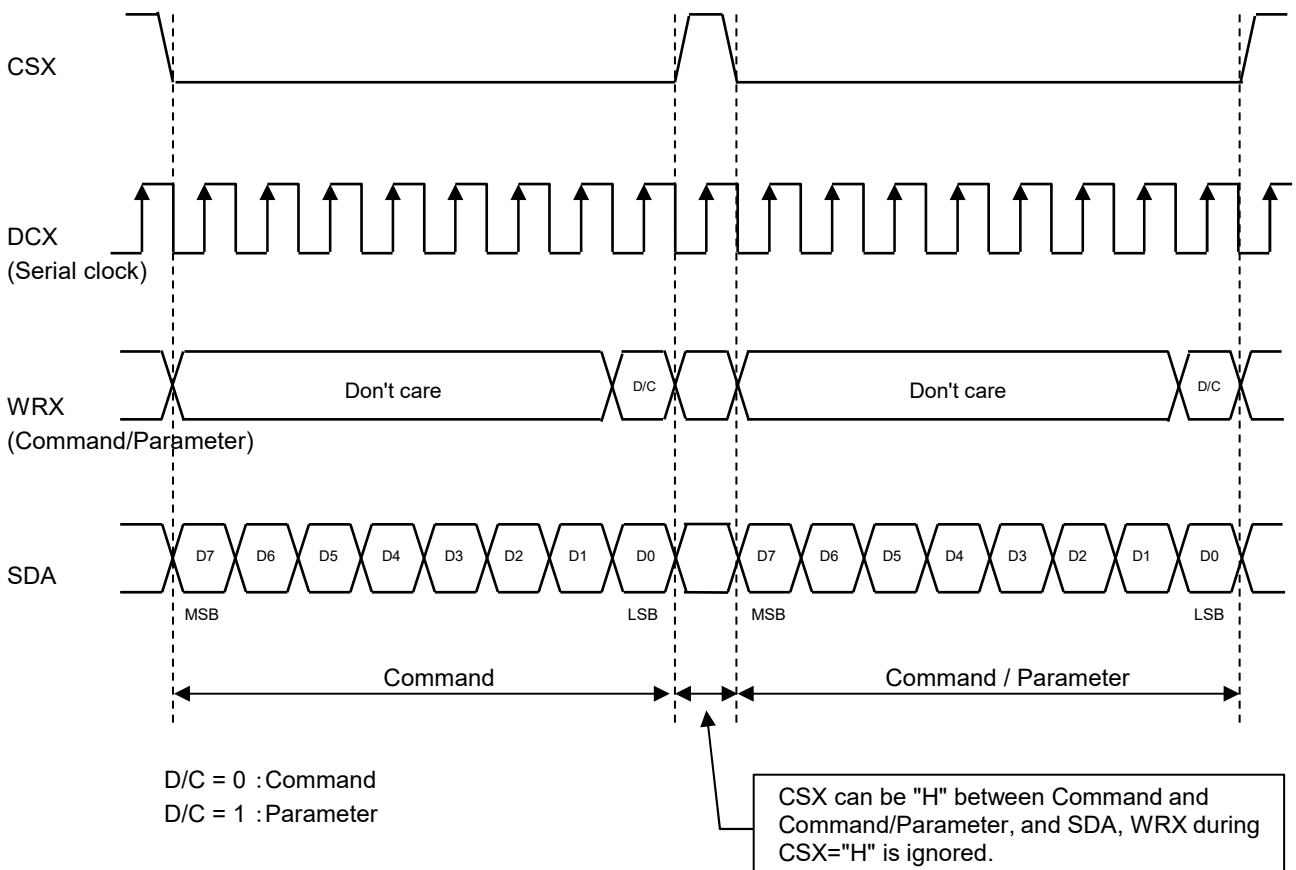 CSX
DCX
(Serial clock)
WRX
(Command/Parameter)
Don't care
D/C
Don't care
D/C
SDA
D7 D6 D5 D4 D3 D2 D1 D0 D7 D6 D5 D4 D3 D2 D1 D0
MSB LSB MSB LSB
Command
Command / Parameter
D/C = 0 : Command
D/C = 1 : Parameter
CSX can be "H" between Command and
Command/Parameter, and SDA, WRX during
CSX="H" is ignored.